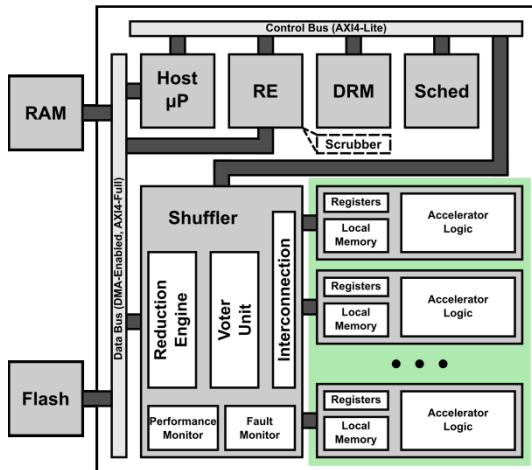 Control Bus (AXI4-Lite)
Host
µP
RE
DRM
Sched
RAM
Scrubber
Data Bus (DMA-Enabled, AXI4-Full)
Shuffler
Reduction
Engine
Voter
Unit
Interconnection
Performance
Monitor
Fault
Monitor
Registers
Local
Memory
Accelerator
Logic
Registers
Local
Memory
Accelerator
Logic
Registers
Local
Memory
Accelerator
Logic
Flash